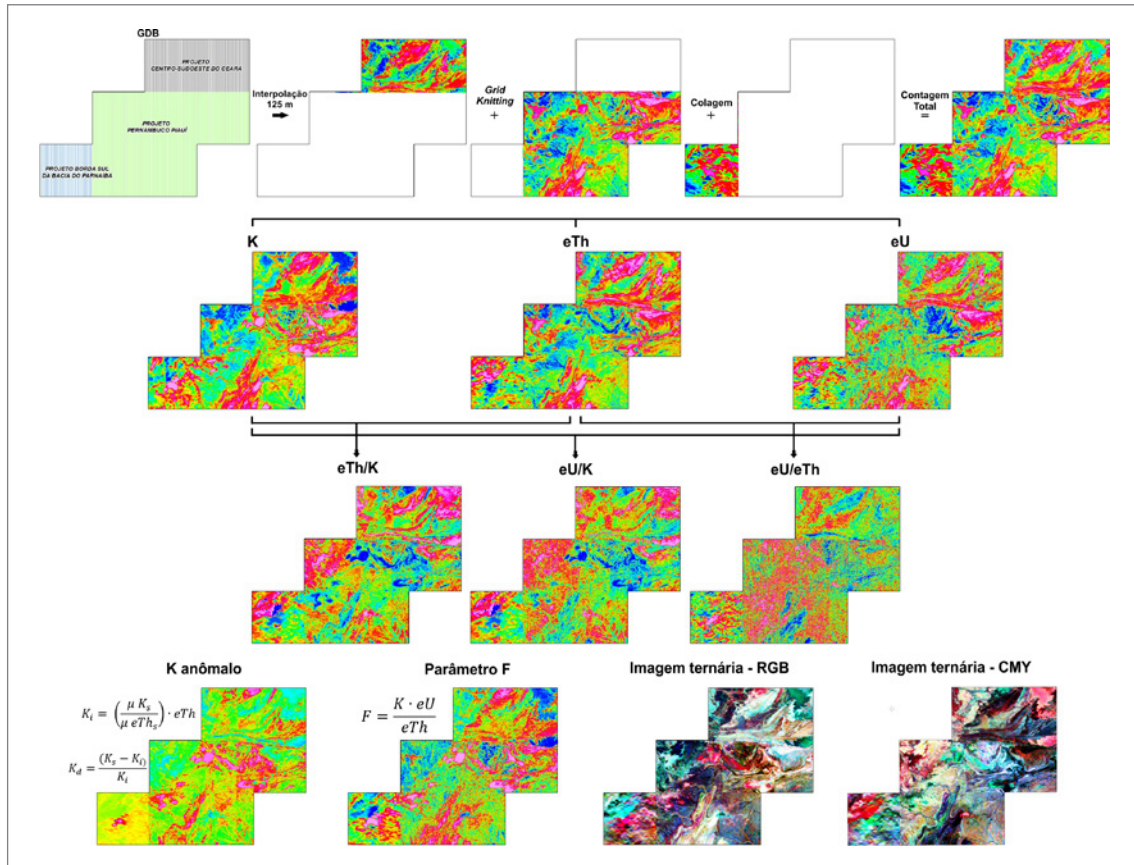 GDB
PROJETO
CENTRO-SUDOESTE DO CEARA
PROJETO
PERNAMBUCO PIAUÍ
PROJETO BORDA SUL
DA BACIA DO PARNAIBA
Interpolação
125 m
Grid
Knitting
+
Colagem
+
Contagem
Total
=
K
eTh
eU
eTh/K
eU/K
eU/eTh
K anômalo
K_i = (μ K_s / μ eTh_s) · eTh
K_d = (K_s − K_i) / K_i
Parâmetro F
F = K · eU / eTh
Imagem ternária - RGB
Imagem ternária - CMY